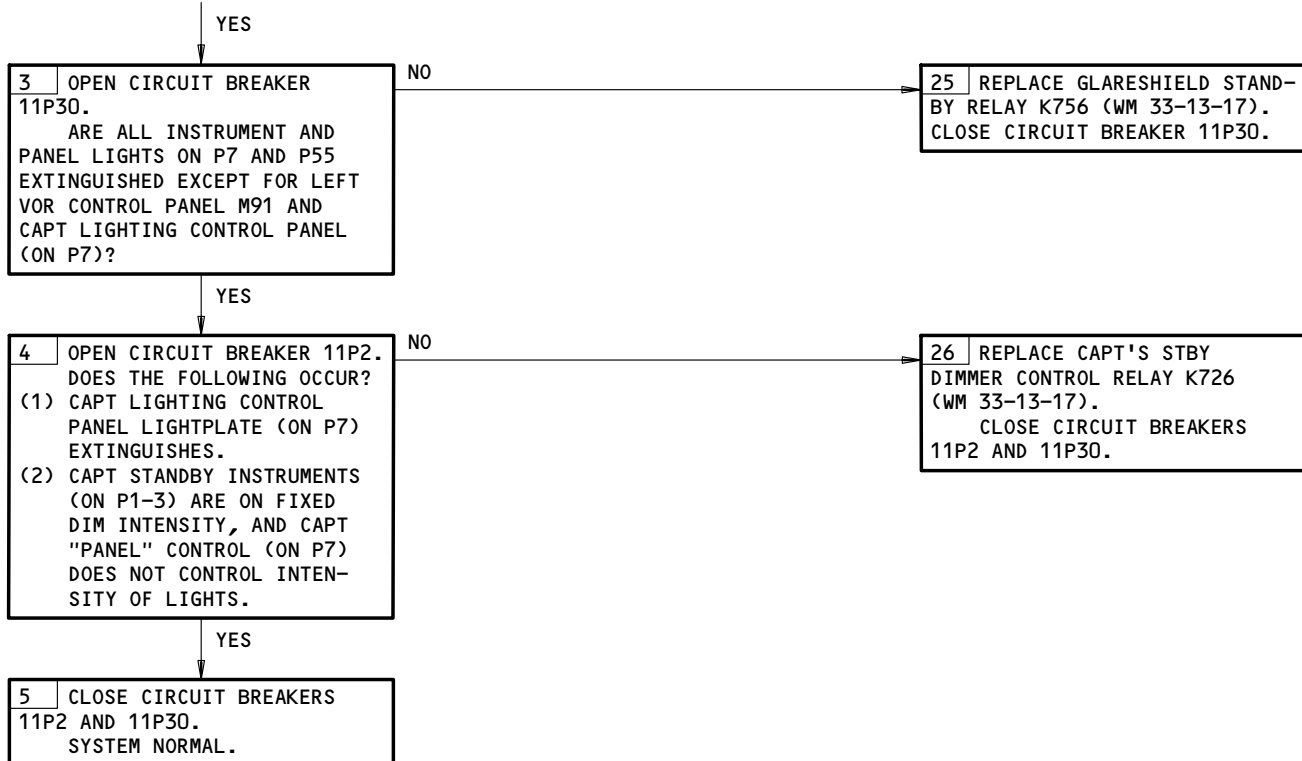 YES
3 OPEN CIRCUIT BREAKER
11P30.
ARE ALL INSTRUMENT AND
PANEL LIGHTS ON P7 AND P55
EXTINGUISHED EXCEPT FOR LEFT
VOR CONTROL PANEL M91 AND
CAPT LIGHTING CONTROL PANEL
(ON P7)?
NO
25 REPLACE GLARESHIELD STAND-
BY RELAY K756 (WM 33-13-17).
CLOSE CIRCUIT BREAKER 11P30.
YES
4 OPEN CIRCUIT BREAKER 11P2.
DOES THE FOLLOWING OCCUR?
(1) CAPT LIGHTING CONTROL
PANEL LIGHTPLATE (ON P7)
EXTINGUISHES.
(2) CAPT STANDBY INSTRUMENTS
(ON P1-3) ARE ON FIXED
DIM INTENSITY, AND CAPT
"PANEL" CONTROL (ON P7)
DOES NOT CONTROL INTEN-
SITY OF LIGHTS.
NO
26 REPLACE CAPT'S STBY
DIMMER CONTROL RELAY K726
(WM 33-13-17).
CLOSE CIRCUIT BREAKERS
11P2 AND 11P30.
YES
5 CLOSE CIRCUIT BREAKERS
11P2 AND 11P30.
SYSTEM NORMAL.